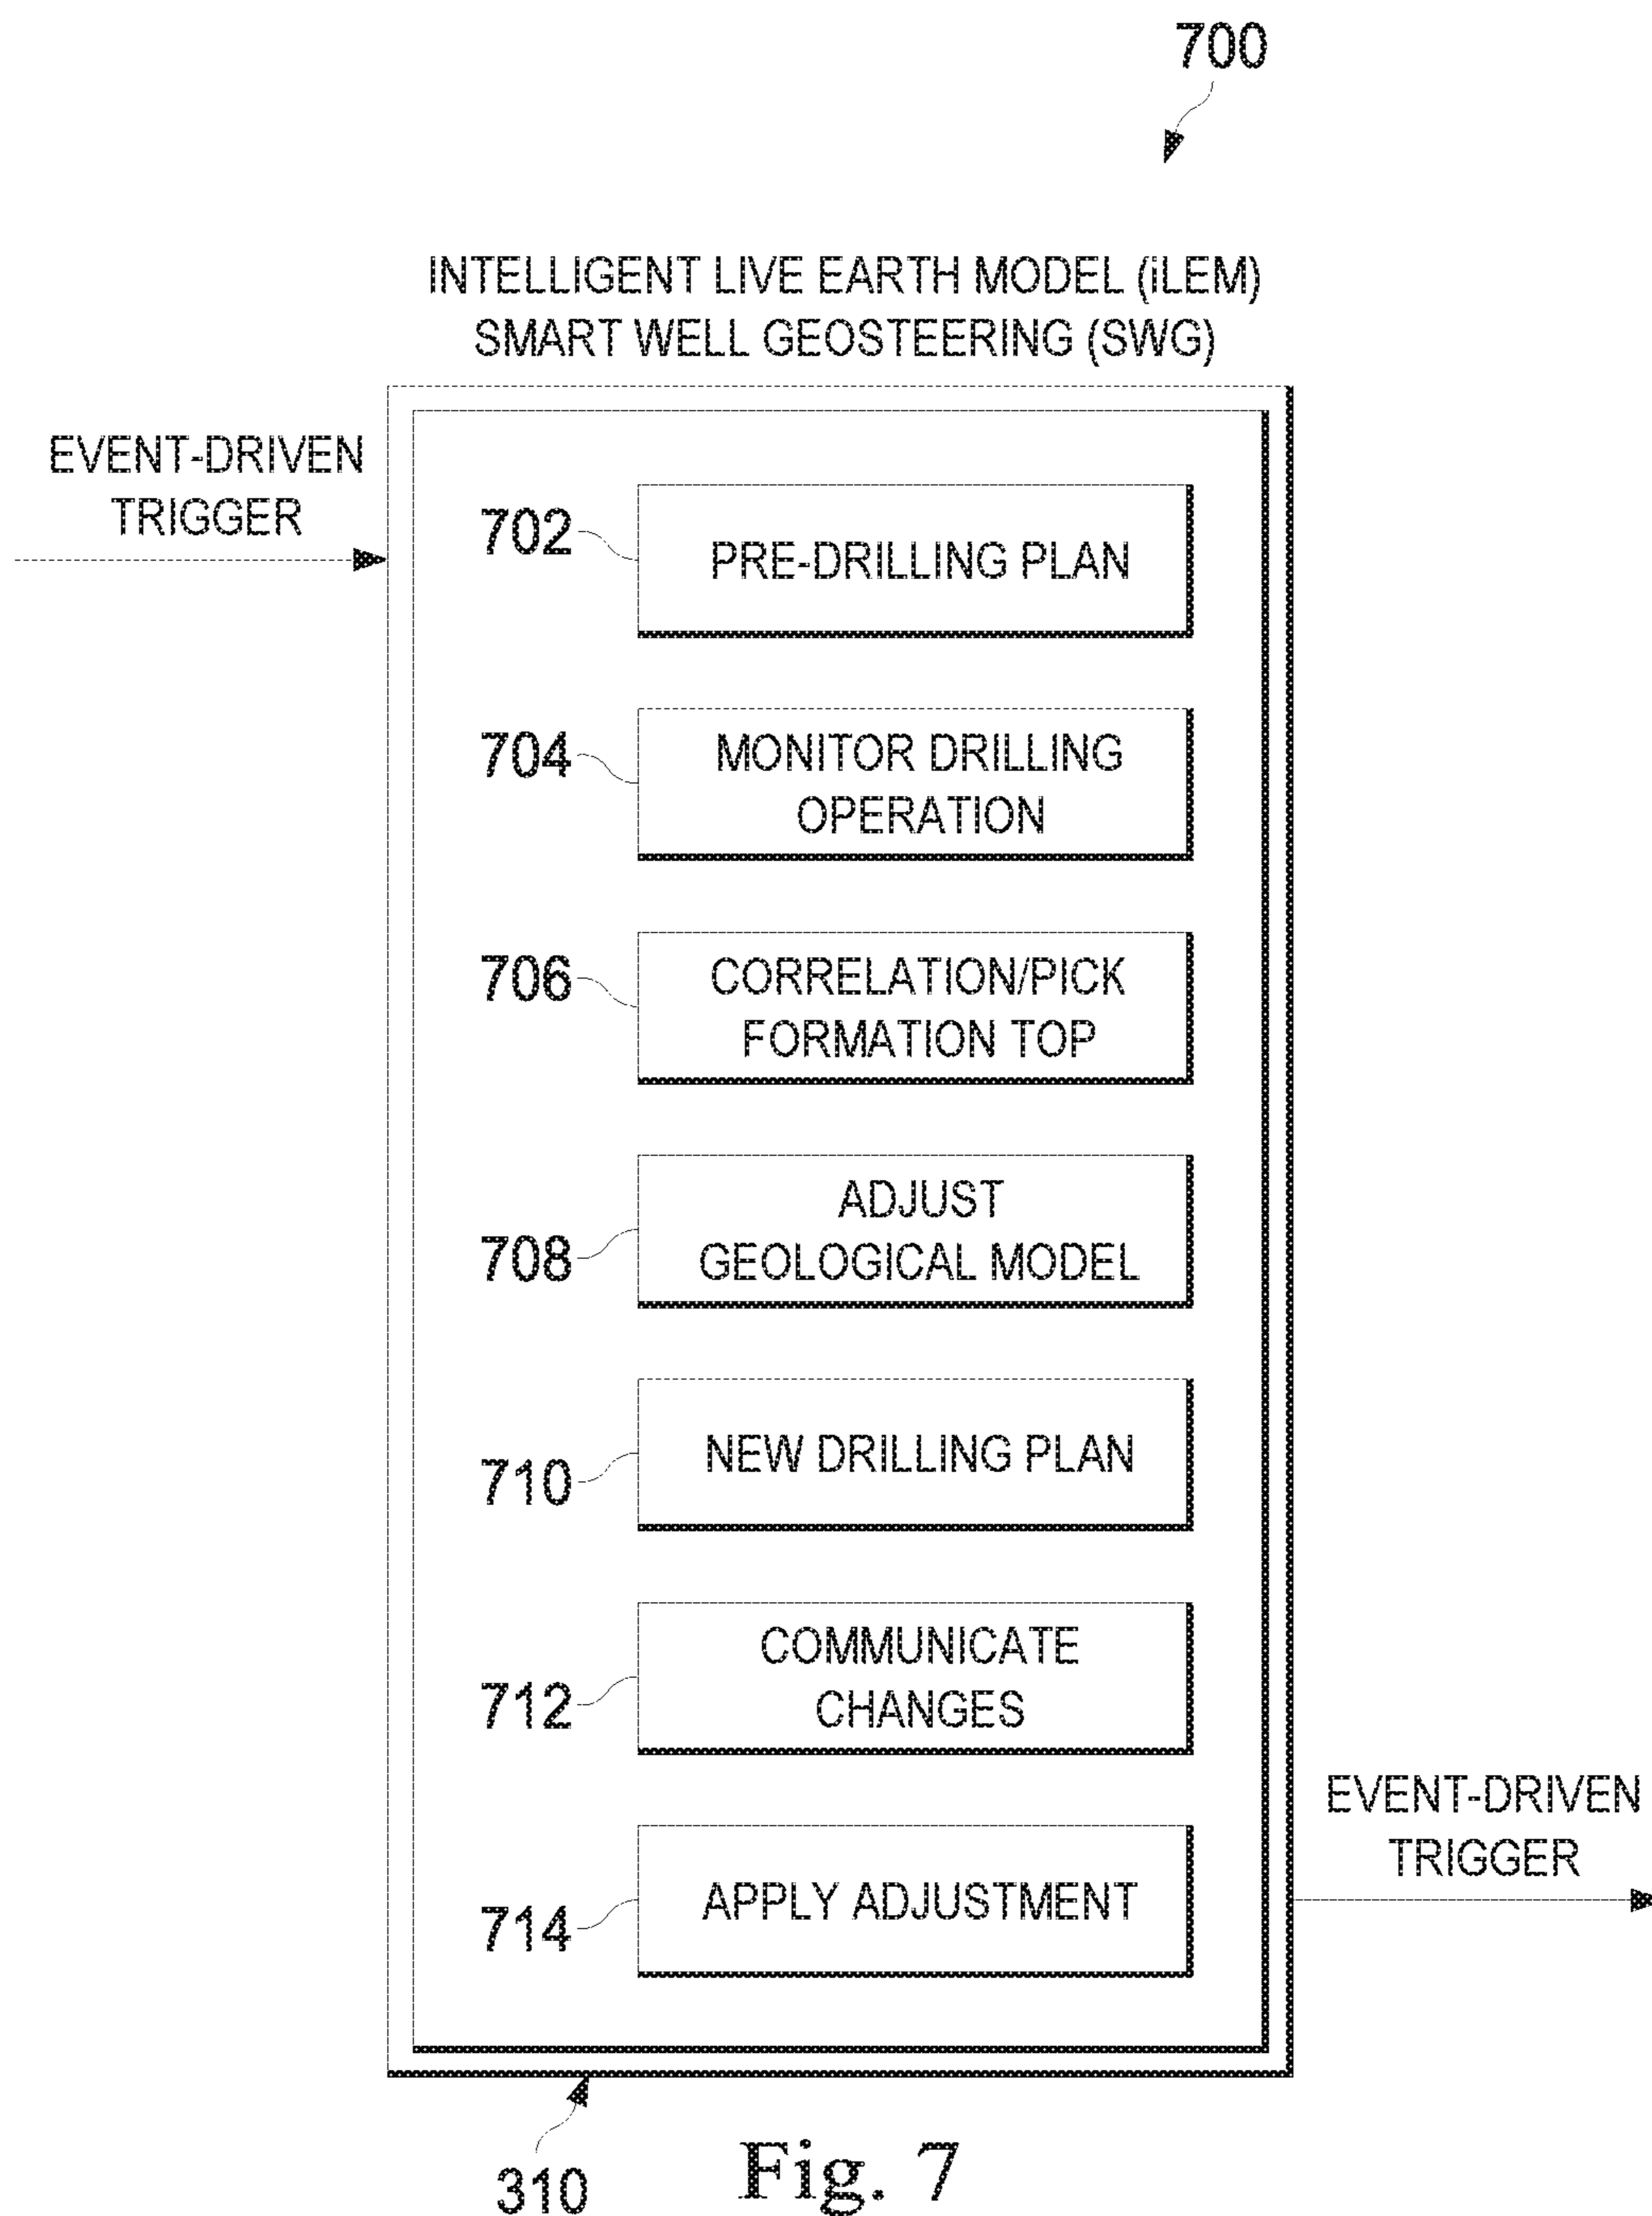 700
INTELLIGENT LIVE EARTH MODEL (iLEM)
SMART WELL GEOSTEERING (SWG)
EVENT-DRIVEN
TRIGGER
702
PRE-DRILLING PLAN
704
MONITOR DRILLING
OPERATION
706
CORRELATION/PICK
FORMATION TOP
708
ADJUST
GEOLOGICAL MODEL
710
NEW DRILLING PLAN
712
COMMUNICATE
CHANGES
714
APPLY ADJUSTMENT
EVENT-DRIVEN
TRIGGER
310
Fig. 7